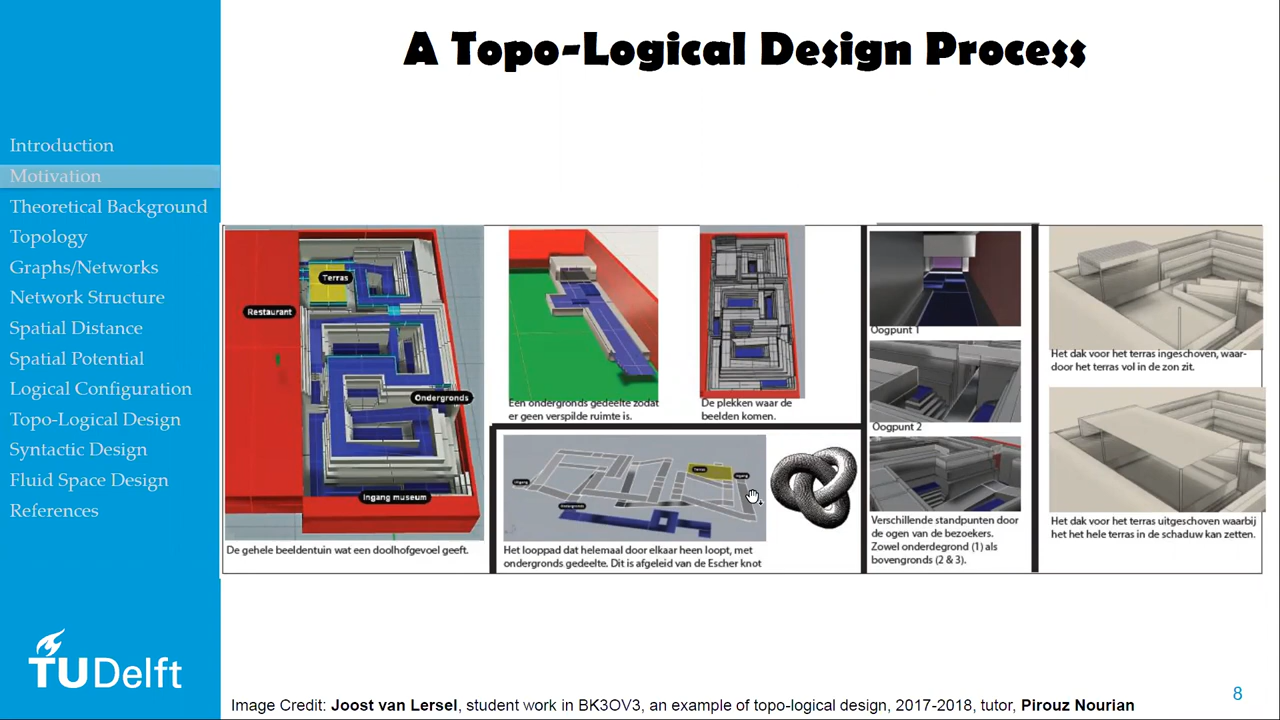 A Topo-Logical Design Process
Introduction
Motivation
Theoretical Background
Topology
Graphs/Networks
Network Structure
Spatial Distance
Spatial Potential
Logical Configuration
Topo-Logical Design
Syntactic Design
Fluid Space Design
References
TUDelft
Terras
Restaurant
Ondergronds
Ingang museum
De gehele beeldentuin wat een doolhofgevoel geeft.
Een ondergronds gedeelte zodat
er geen verspilde ruimte is.
De plekken waar de
beelden komen.
Het looppad dat helemaal door elkaar heen loopt, met
ondergronds gedeelte. Dit is afgeleid van de Escher knot
Oogpunt 1
Oogpunt 2
Verschillende standpunten door
de ogen van de bezoekers.
Zowel onderdegrond (1) als
bovengronds (2 & 3).
Het dak voor het terras ingeschoven, waar-
door het terras vol in de zon zit.
Het dak voor het terras uitgeschoven waarbij
het het hele terras in de schaduw kan zetten.
Image Credit: Joost van Lersel, student work in BK3OV3, an example of topo-logical design, 2017-2018, tutor, Pirouz Nourian
8